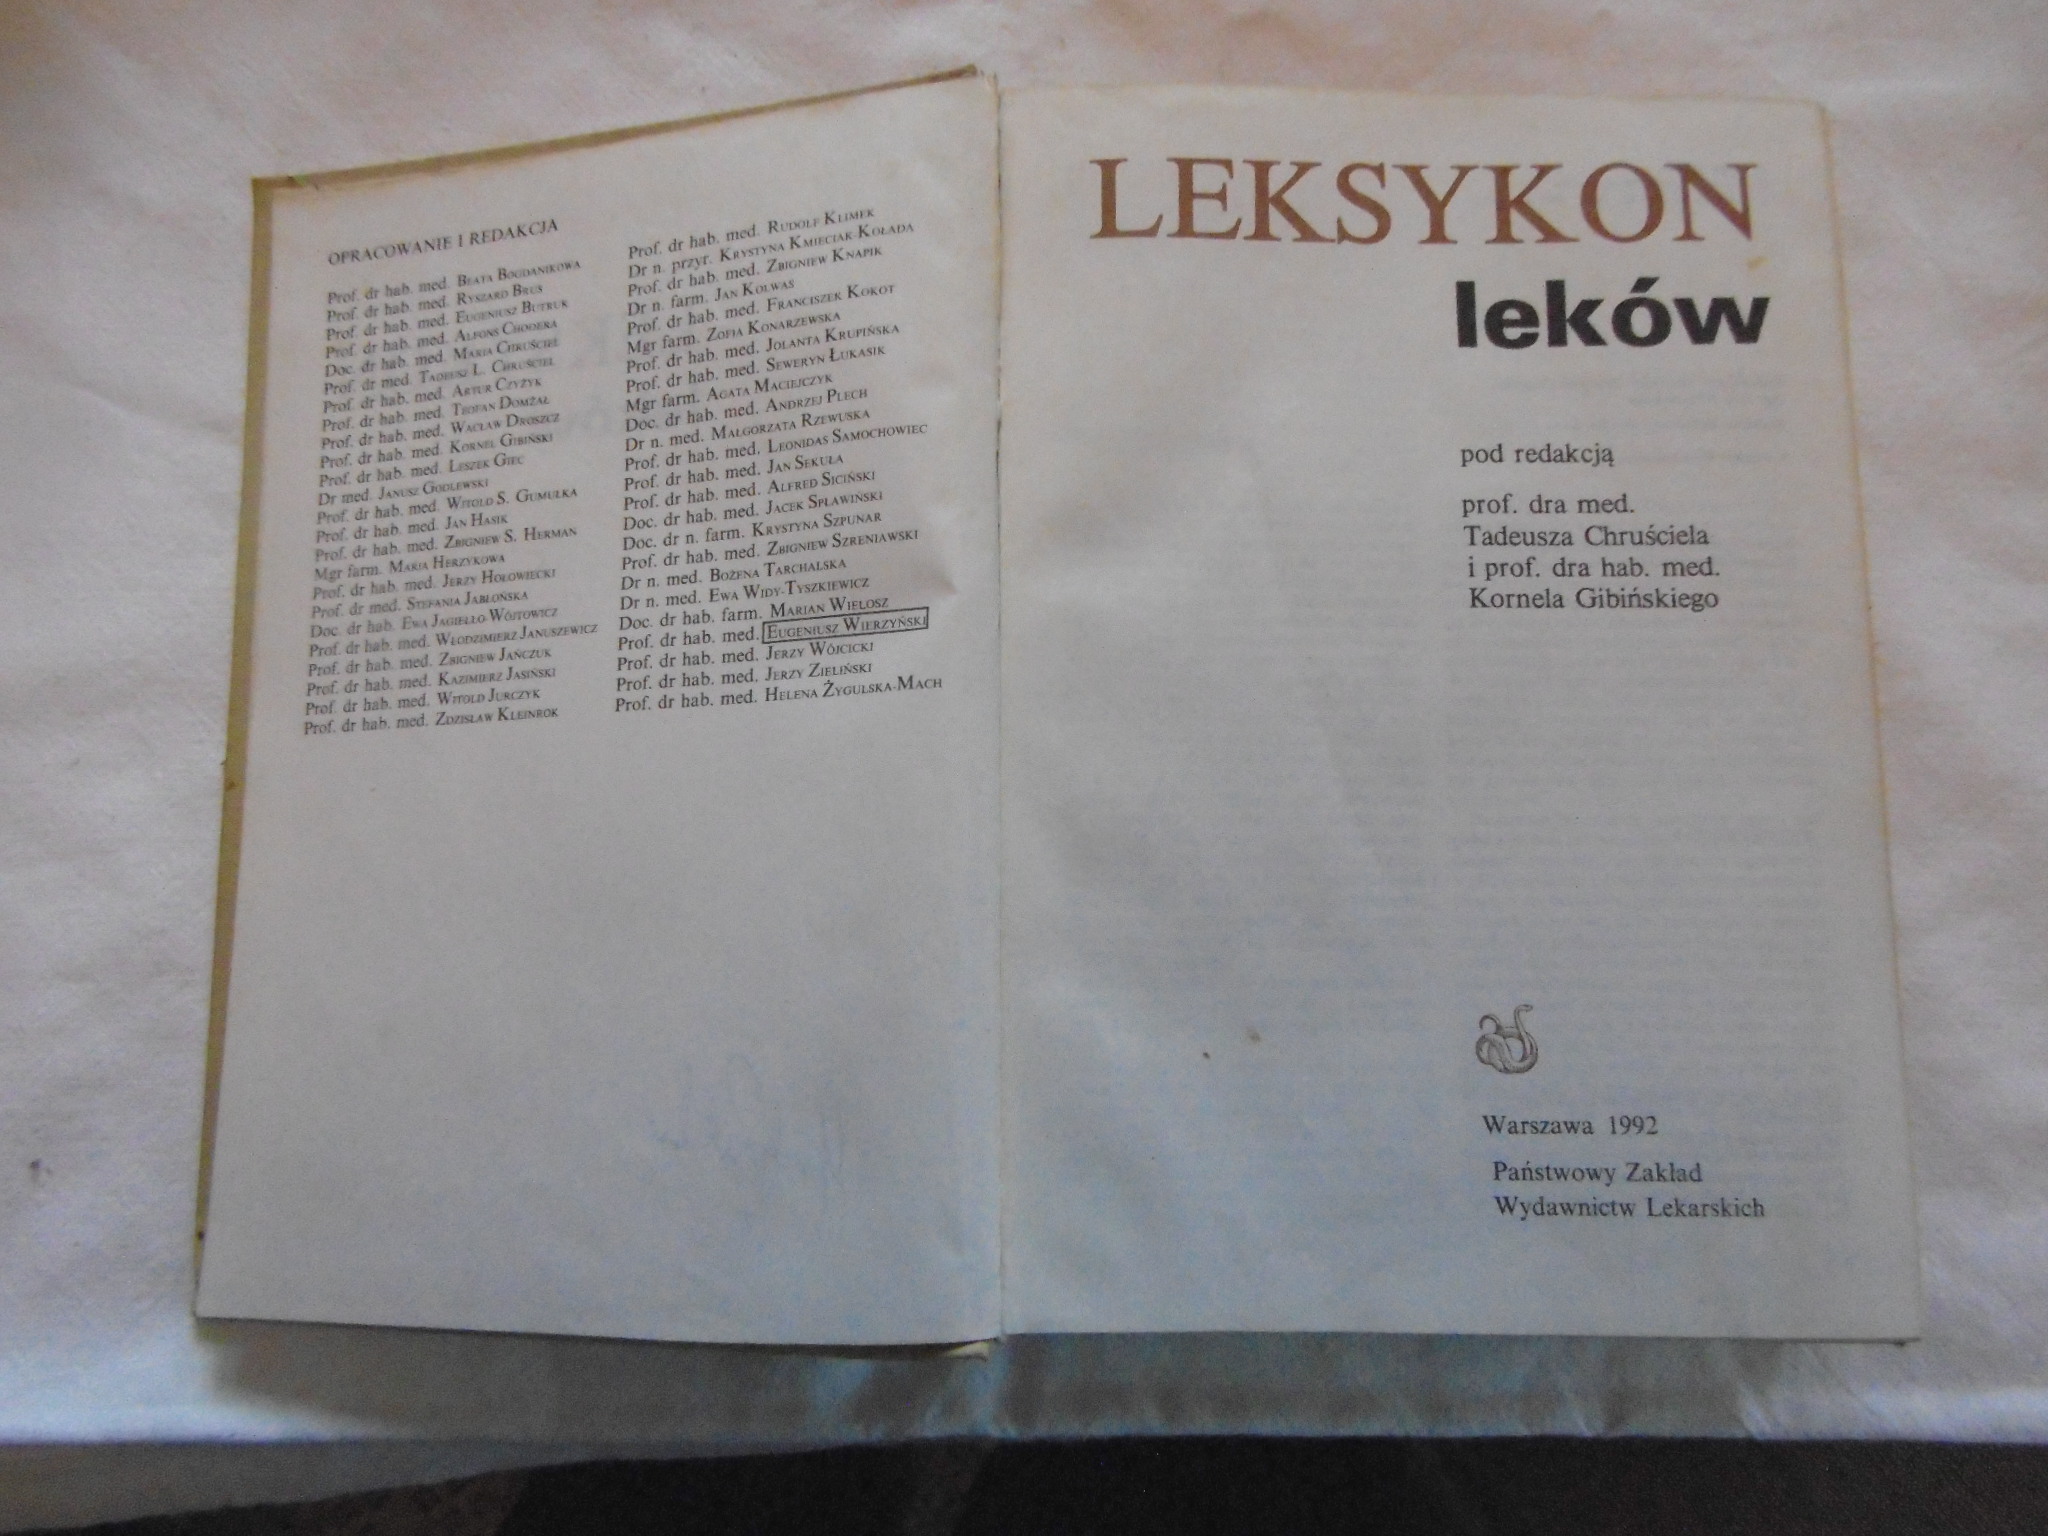 OPRACOWANIE I REDAKCJA
Prof. dr hab. med. BEATA BOGDANIKOWA
Prof. dr hab. med. RYSZARD BRUS
Prof. dr hab. med. EUGENIUSZ BUTRUK
Prof. dr hab. med. ALFONS CHODERA
Doc. dr hab. med. MARIA CHRUŚCIEL
Prof. dr med. TADEUSZ L. CHRUŚCIEL
Prof. dr hab. med. ARTUR CZYŻYK
Prof. dr hab. med. TEOFAN DOMŻAŁ
Prof. dr hab. med. WACŁAW DROSZCZ
Prof. dr hab. med. KORNEL GIBIŃSKI
Prof. dr hab. med. LESZEK GIEC
Dr med. JANUSZ GODLEWSKI
Prof. dr hab. med. WITOLD S. GUMUŁKA
Prof. dr hab. med. JAN HASIK
Prof. dr hab. med. ZBIGNIEW S. HERMAN
Mgr farm. MARIA HERZYKOWA
Prof. dr hab. med. JERZY HOŁOWIECKI
Prof. dr med. STEFANIA JABŁOŃSKA
Doc. dr hab. EWA JAGIEŁŁO-WÓJTOWICZ
Prof. dr hab. med. WŁODZIMIERZ JANUSZEWICZ
Prof. dr hab. med. ZBIGNIEW JAŃCZUK
Prof. dr hab. med. KAZIMIERZ JASIŃSKI
Prof. dr hab. med. WITOLD JURCZYK
Prof. dr hab. med. ZDZISŁAW KLEINROK
Prof. dr hab. med. RUDOLF KLIMEK
Dr n. przyr. KRYSTYNA KMIECIAK KOŁADA
Prof. dr hab. med. ZBIGNIEW KNAPIK
Dr n. farm. JAN KOLWAS
Prof. dr hab. med. FRANCISZEK KOKOT
Mgr farm. ZOFIA KONARZEWSKA
Prof. dr hab. med. JOLANTA KRUPIŃSKA
Prof. dr hab. med. SEWERYN ŁUKASIK
Mgr farm. AGATA MACIEJCZYK
Doc. dr hab. med. ANDRZEJ PLECH
Dr n. med. MAŁGORZATA RZEWUSKA
Prof. dr hab. med. LEONIDAS SAMOCHOWIEC
Prof. dr hab. med. JAN SEKUŁA
Prof. dr hab. med. ALFRED SICIŃSKI
Doc. dr hab. med. JACEK SPŁAWIŃSKI
Doc. dr n. farm. KRYSTYNA SZPUNAR
Prof. dr hab. med. ZBIGNIEW SZRENIAWSKI
Dr n. med. BOŻENA TARCHALSKA
Dr n. med. EWA WIDY-TYSZKIEWICZ
Doc. dr hab. farm. MARIAN WIELOSZ
Prof. dr hab. med. EUGENIUSZ WIERZYŃSKI
Prof. dr hab. med. JERZY WÓJCICKI
Prof. dr hab. med. JERZY ZIELIŃSKI
Prof. dr hab. med. HELENA ŻYGULSKA-MACH
LEKSYKON
leków
pod redakcją
prof. dra med.
Tadeusza Chruściela
i prof. dra hab. med.
Kornela Gibińskiego
Warszawa 1992
Państwowy Zakład
Wydawnictw Lekarskich